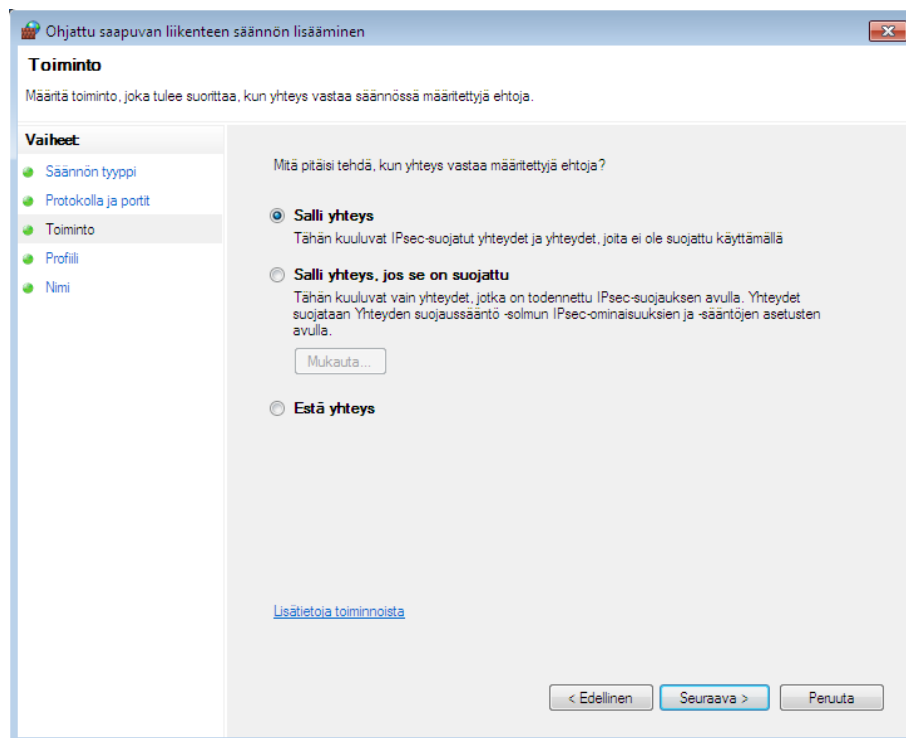 Ohjattu saapuvan liikenteen säännön lisääminen
Toiminto
Määritä toiminto, joka tulee suorittaa, kun yhteys vastaa säännössä määritettyjä ehtoja.
Vaiheet:
Säännön tyyppi
Protokolla ja portit
Toiminto
Profiili
Nimi
Mitä pitäisi tehdä, kun yhteys vastaa määritettyjä ehtoja?
Salli yhteys
Tähän kuuluvat IPsec-suojatut yhteydet ja yhteydet, joita ei ole suojattu käyttämällä
Salli yhteys, jos se on suojattu
Tähän kuuluvat vain yhteydet, jotka on todennettu IPsec-suojauksen avulla. Yhteydet
suojataan Yhteyden suojaussääntö -solmun IPsec-ominaisuuksien ja -sääntöjen asetusten
avulla.
Mukauta...
Estä yhteys
Lisätietoja toiminnoista
< Edellinen
Seuraava >
Peruuta